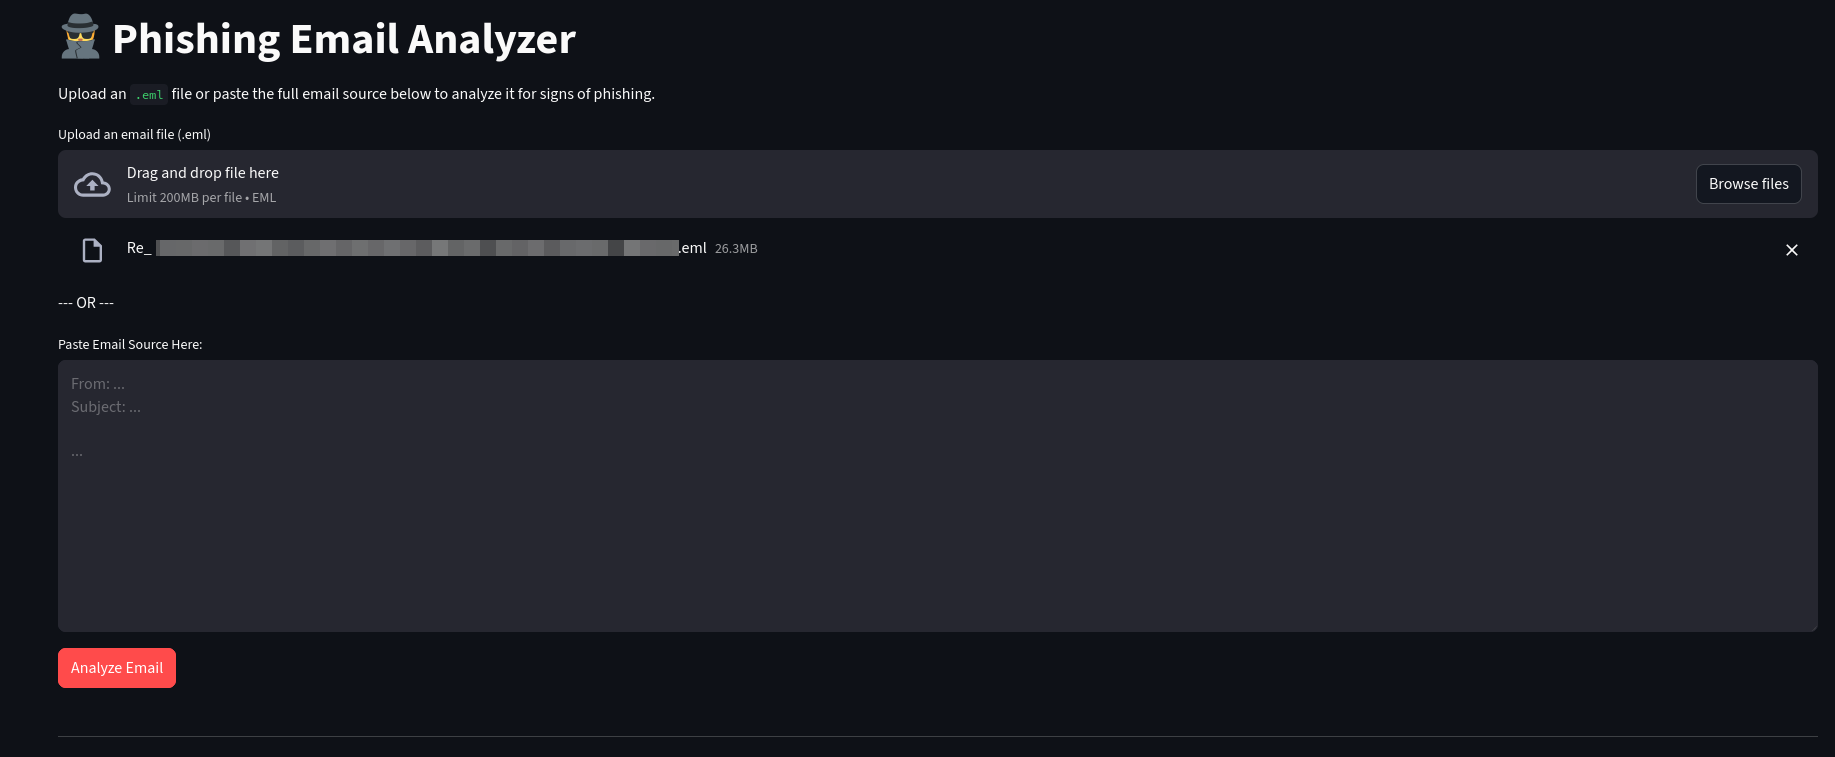 Phishing Email Analyzer
Upload an .eml file or paste the full email source below to analyze it for signs of phishing.
Upload an email file (.eml)
Drag and drop file here
Limit 200MB per file • EML
Browse files
Re_ .eml 26.3MB
--- OR ---
Paste Email Source Here:
From: ...
Subject: ...
...
Analyze Email